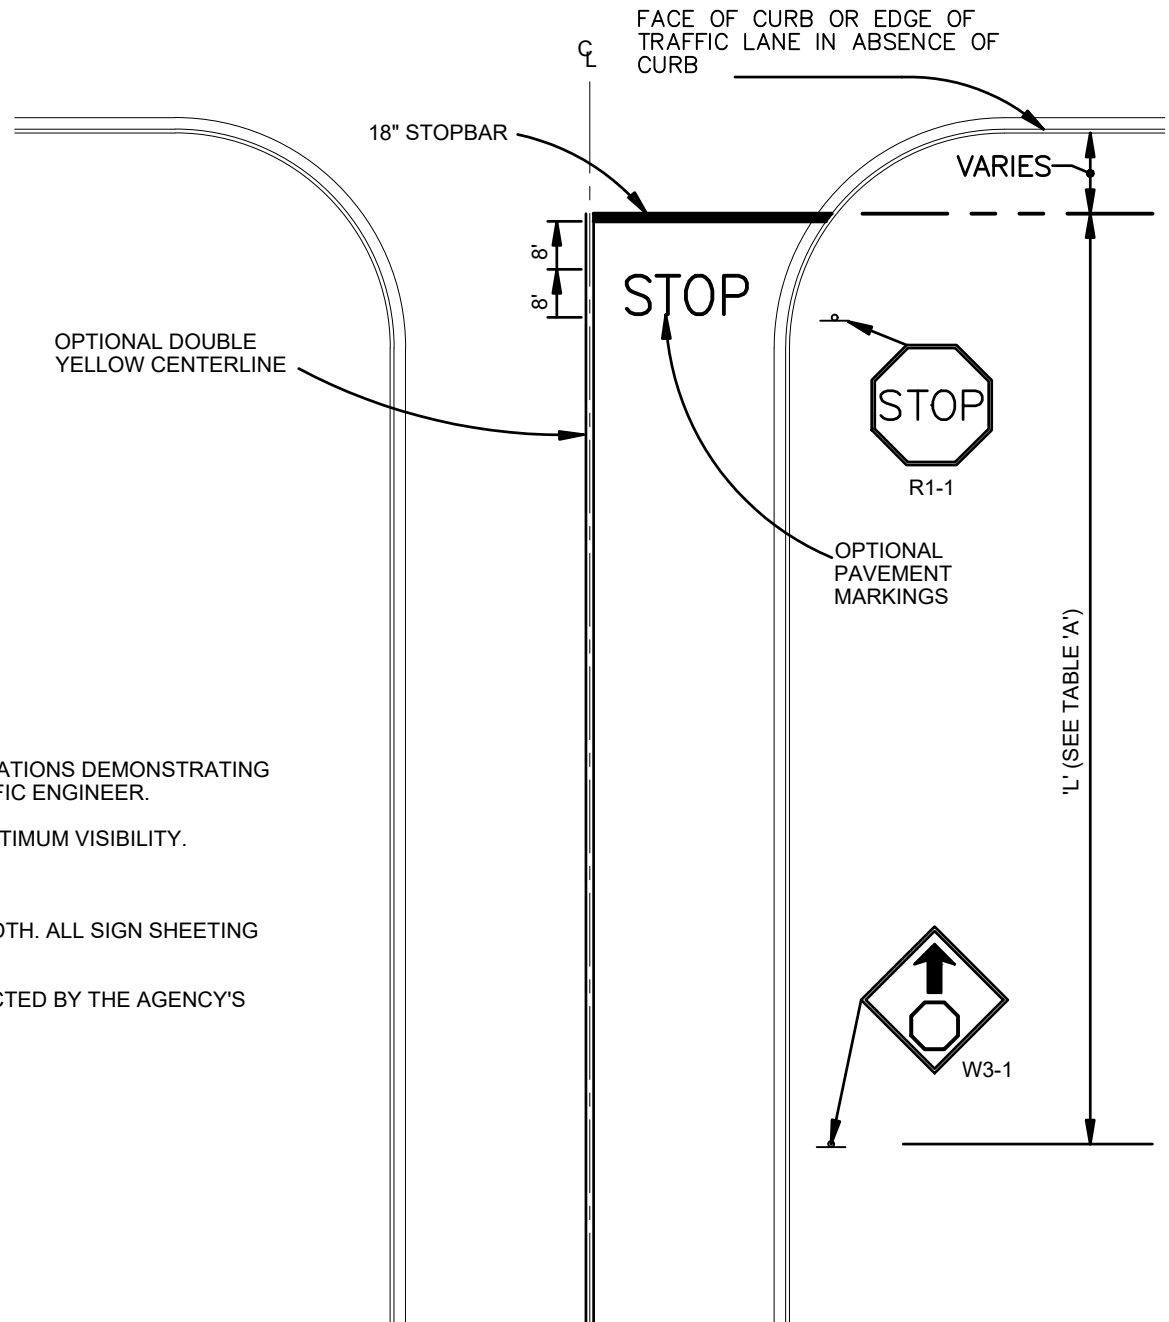 FACE OF CURB OR EDGE OF
TRAFFIC LANE IN ABSENCE OF
CURB
CL
18" STOPBAR
VARIES
8'
8'
STOP
OPTIONAL DOUBLE
YELLOW CENTERLINE
STOP
R1-1
OPTIONAL
PAVEMENT
MARKINGS
'L' (SEE TABLE 'A')
ATIONS DEMONSTRATING
FIC ENGINEER.
TIMUM VISIBILITY.
OTH. ALL SIGN SHEETING
CTED BY THE AGENCY'S
W3-1